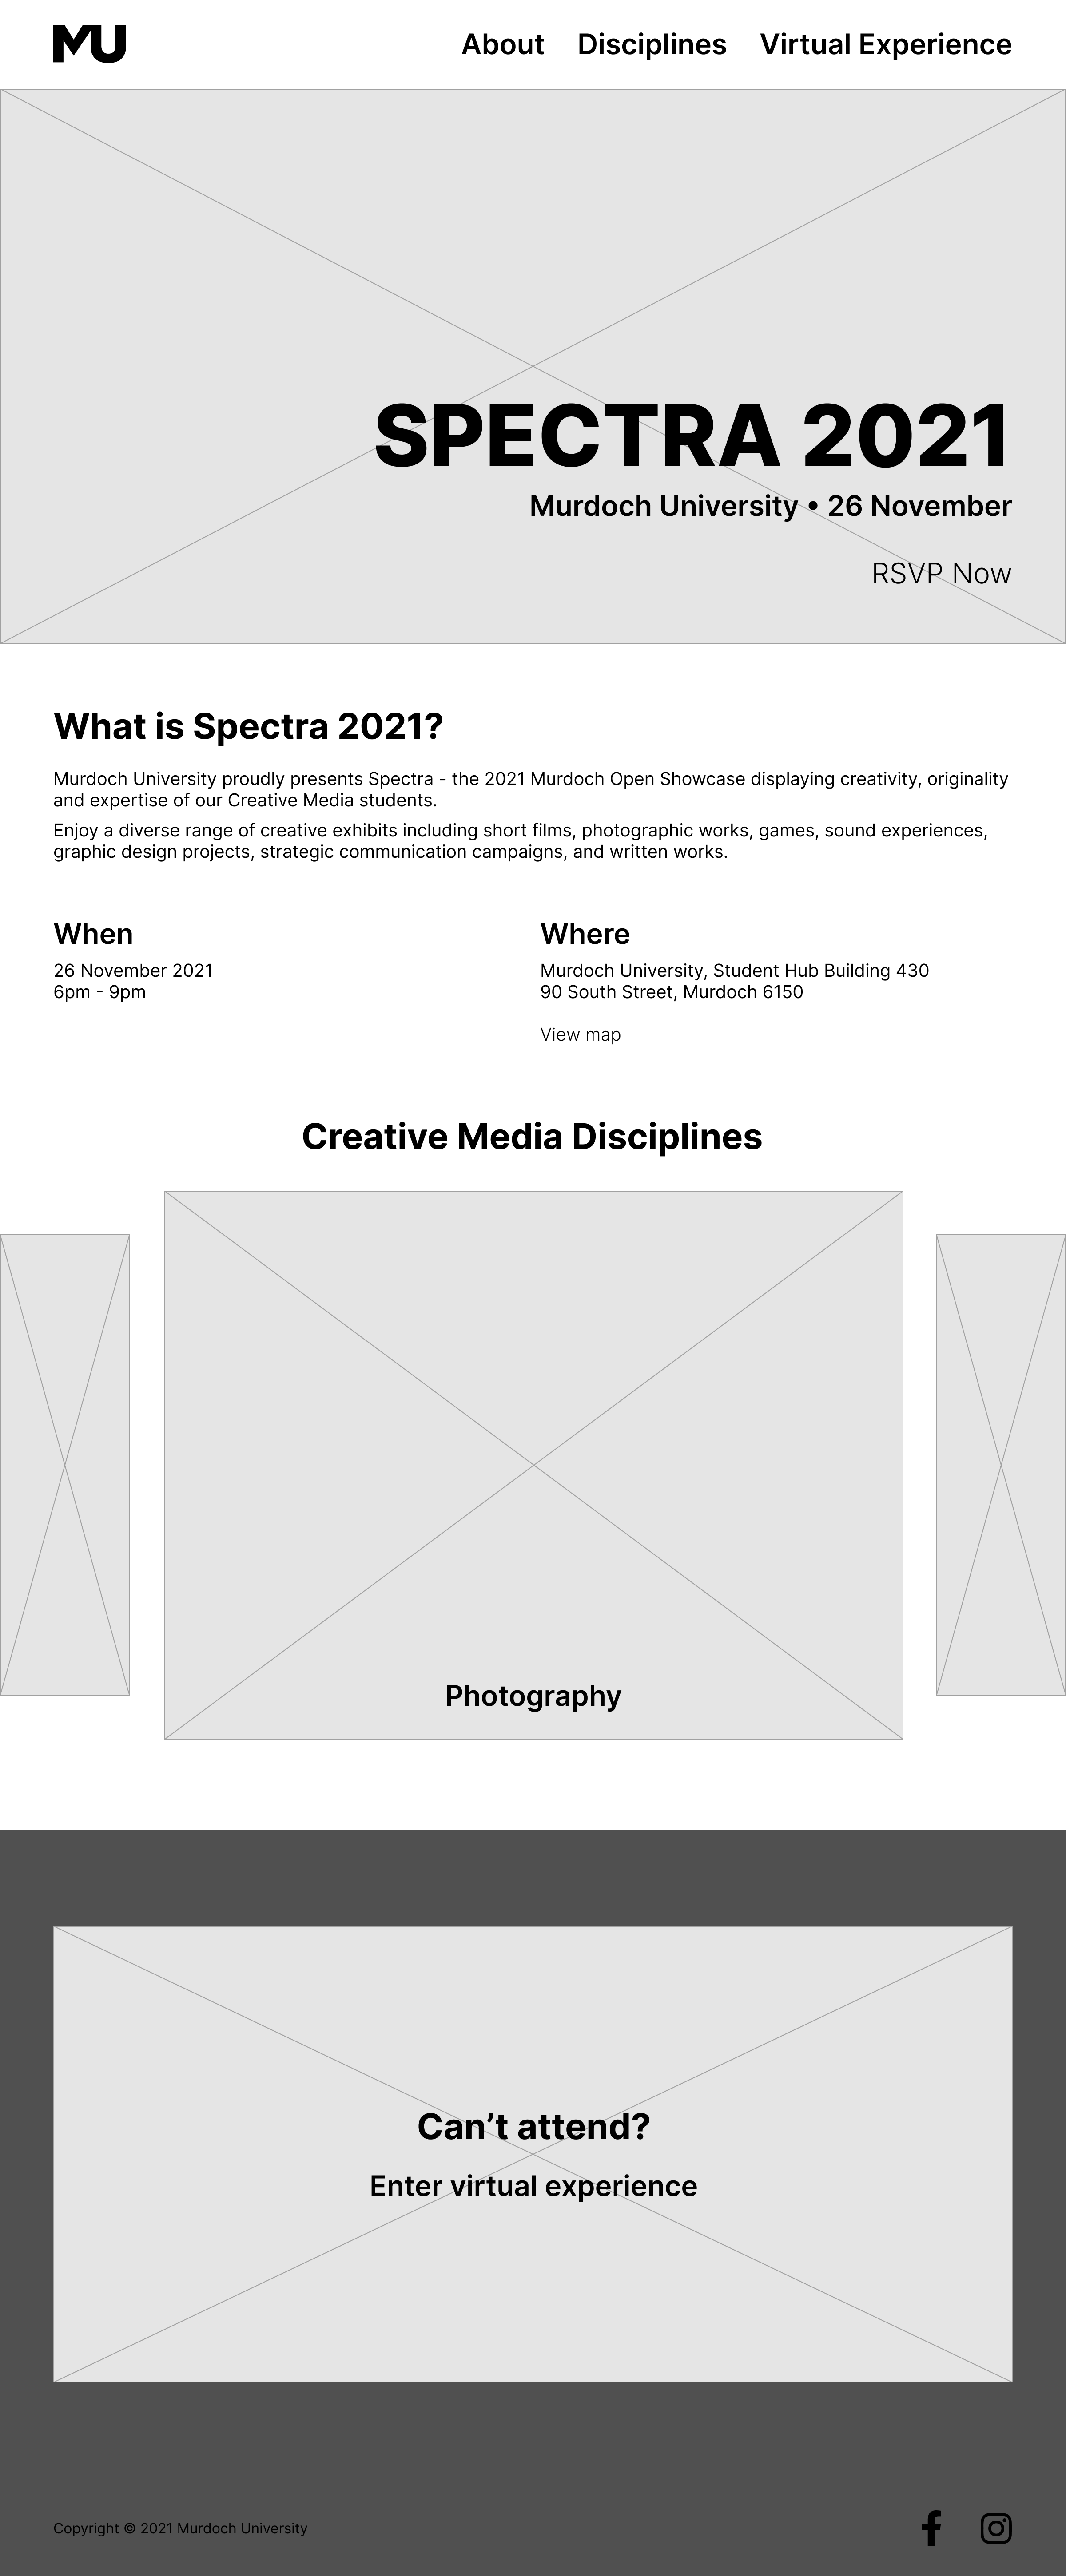 MU
About Disciplines Virtual Experience
SPECTRA 2021
Murdoch University • 26 November
RSVP Now
What is Spectra 2021?
Murdoch University proudly presents Spectra - the 2021 Murdoch Open Showcase displaying creativity, originality
and expertise of our Creative Media students.
Enjoy a diverse range of creative exhibits including short films, photographic works, games, sound experiences,
graphic design projects, strategic communication campaigns, and written works.
When
26 November 2021
6pm - 9pm
Where
Murdoch University, Student Hub Building 430
90 South Street, Murdoch 6150
View map
Creative Media Disciplines
Photography
Can’t attend?
Enter virtual experience
Copyright © 2021 Murdoch University